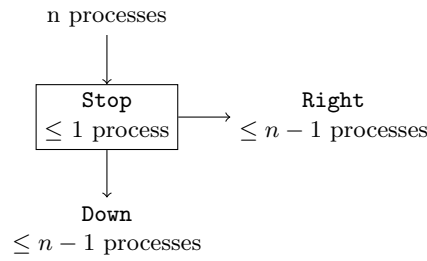 n processes
Stop
≤ 1 process
Right
≤ n − 1 processes
Down
≤ n − 1 processes